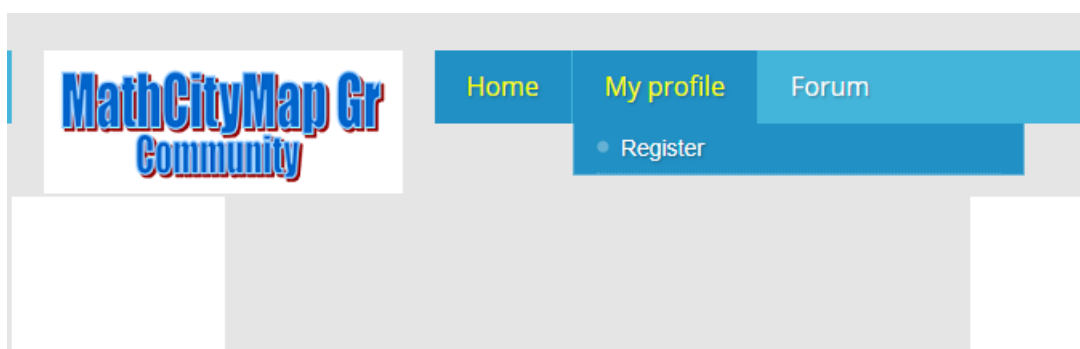 MathCityMap Gr
Community
Home
My profile
Forum
Register